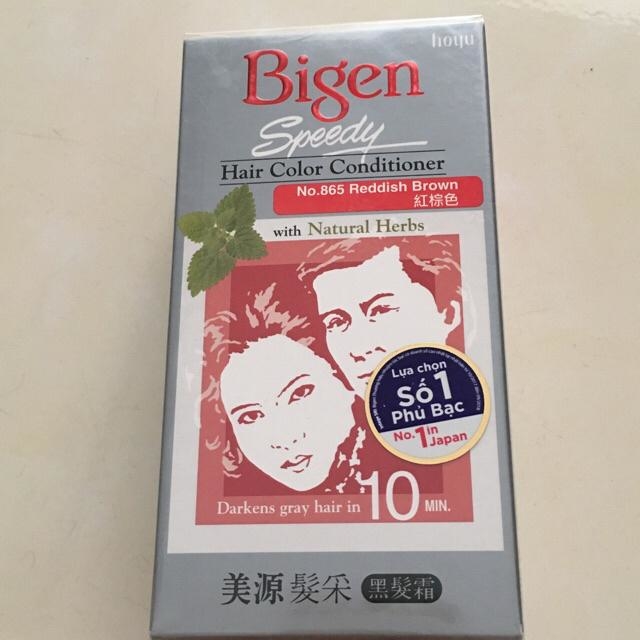 hoyu
Bigen
Speedy
Hair Color Conditioner
No.865 Reddish Brown
紅棕色
with Natural Herbs
Lựa chọn
Số 1
Phủ Bạc
No.1 in Japan
Darkens gray hair in 10 MIN.
美源髮采 黑髮霜